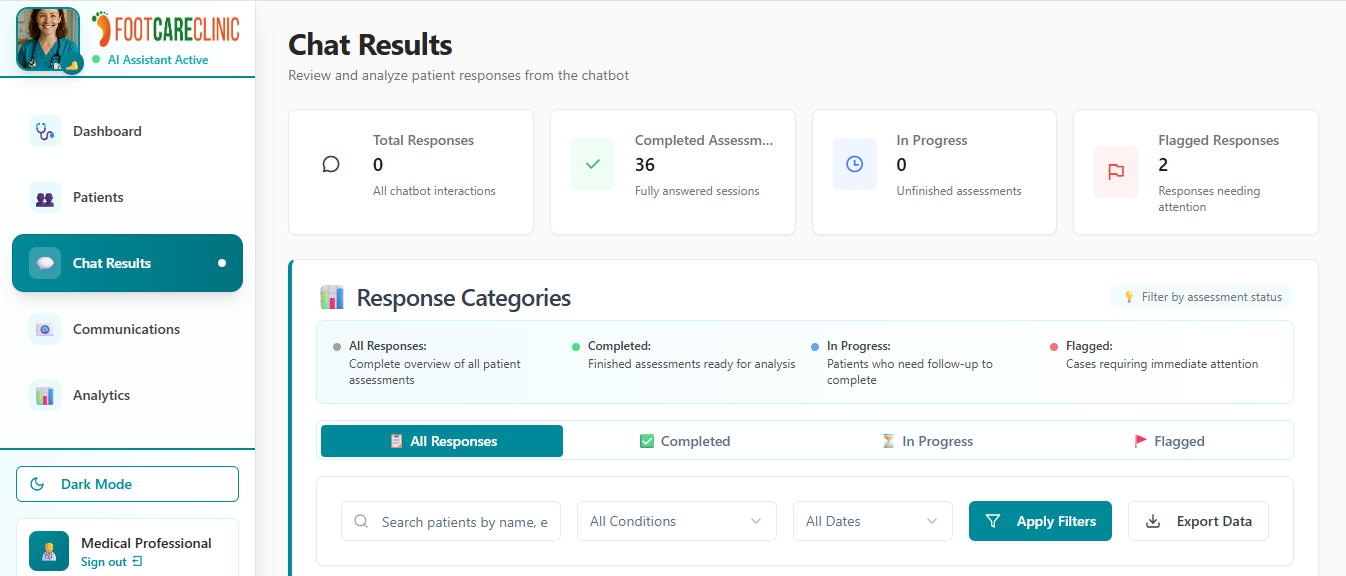 FOOTCARECLINIC
AI Assistant Active
Dashboard
Patients
Chat Results
Communications
Analytics
Dark Mode
Medical Professional
Sign out
Chat Results
Review and analyze patient responses from the chatbot
Total Responses
0
All chatbot interactions
Completed Assessm...
36
Fully answered sessions
In Progress
0
Unfinished assessments
Flagged Responses
2
Responses needing
attention
Response Categories
Filter by assessment status
All Responses:
Complete overview of all patient
assessments
Completed:
Finished assessments ready for analysis
In Progress:
Patients who need follow-up to
complete
Flagged:
Cases requiring immediate attention
All Responses
Completed
In Progress
Flagged
Search patients by name, e
All Conditions
All Dates
Apply Filters
Export Data